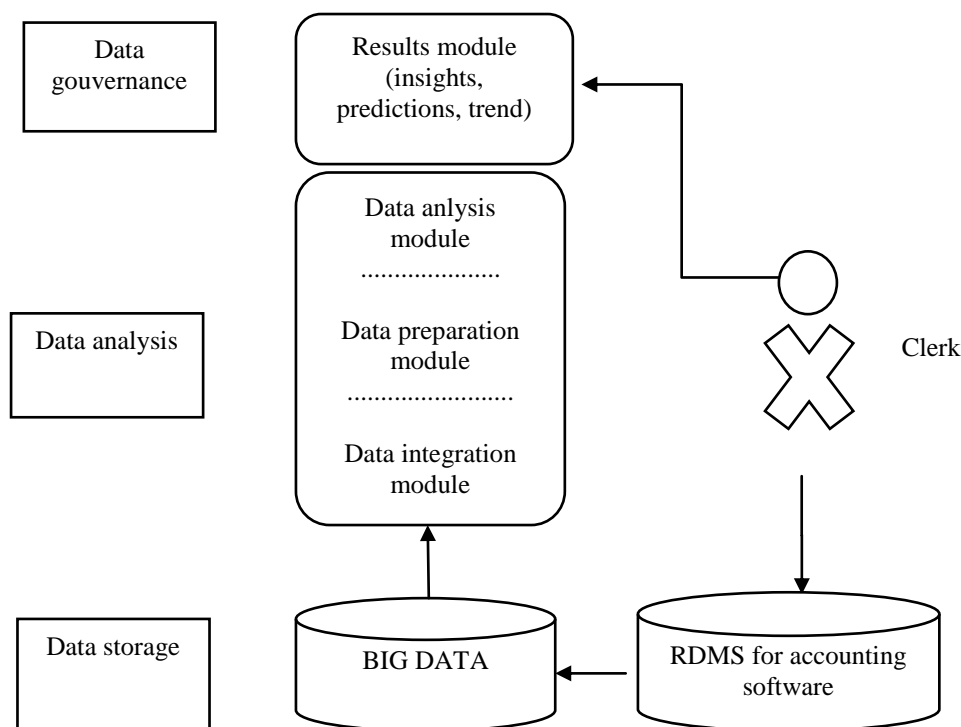 Data
gouvernance
Results module
(insights,
predictions, trend)
Data anlysis
module
.....................
Data analysis
Data preparation
module
........................
Data integration
module
Clerk
Data storage
BIG DATA
RDMS for accounting
software